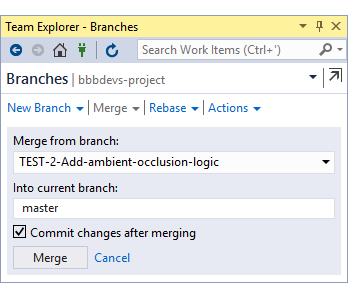 Team Explorer - Branches
Search Work Items (Ctrl+')
Branches | bbbdevs-project
New Branch | Merge | Rebase | Actions
Merge from branch:
TEST-2-Add-ambient-occlusion-logic
Into current branch:
master
Commit changes after merging
Merge Cancel